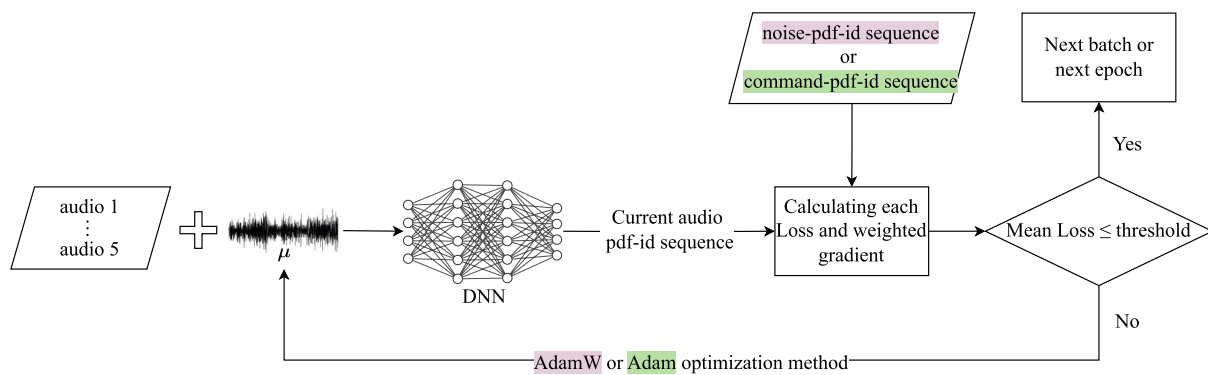 noise-pdf-id sequence
or
command-pdf-id sequence
Next batch or
next epoch
Yes
audio 1
⋮
audio 5
μ
DNN
Current audio
pdf-id sequence
Calculating each
Loss and weighted
gradient
Mean Loss ≤ threshold
No
AdamW or Adam optimization method